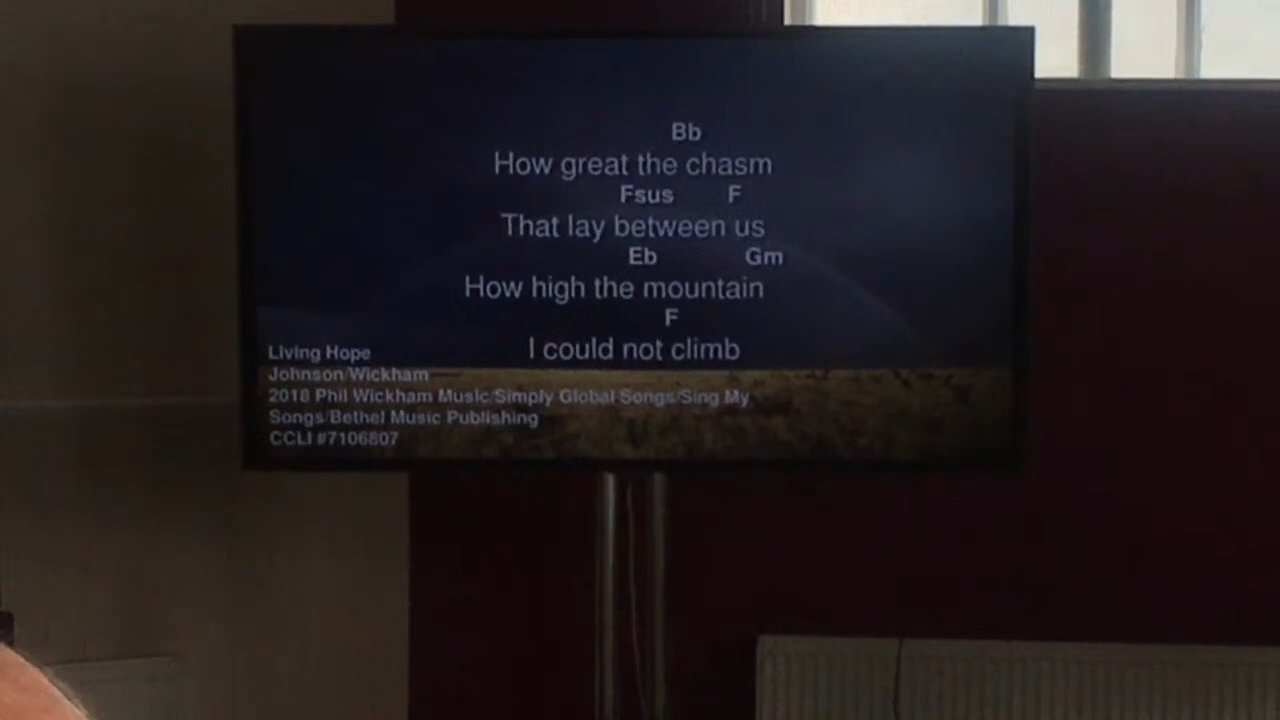 Bb
How great the chasm
Fsus F
That lay between us
Eb Gm
How high the mountain
F
I could not climb
Living Hope
Johnson/Wickham
2018 Phil Wickham Music/Simply Global Songs/Sing My
Songs/Bethel Music Publishing
CCLI #7106807